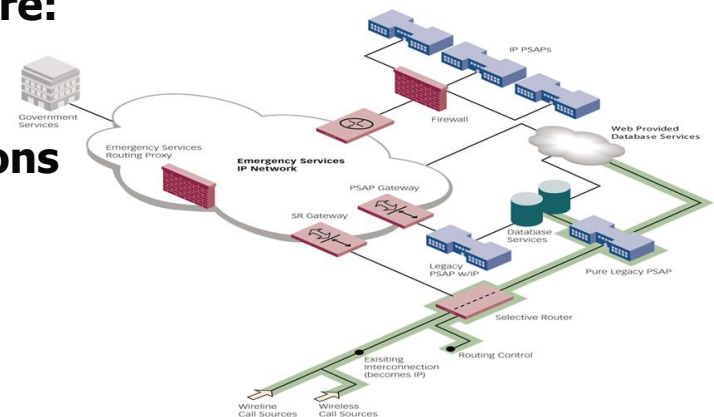 re:
ons
IP PSAPs
Government
Services
Firewall
Web Provided
Database Services
Emergency Services
Routing Proxy
Emergency Services
IP Network
PSAP Gateway
SR Gateway
Database
Services
Legacy
PSAP w/IP
Pure Legacy PSAP
Selective Router
Exisiting
Interconnection
(becomes IP)
Routing Control
Wireline
Call Sources
Wireless
Call Sources